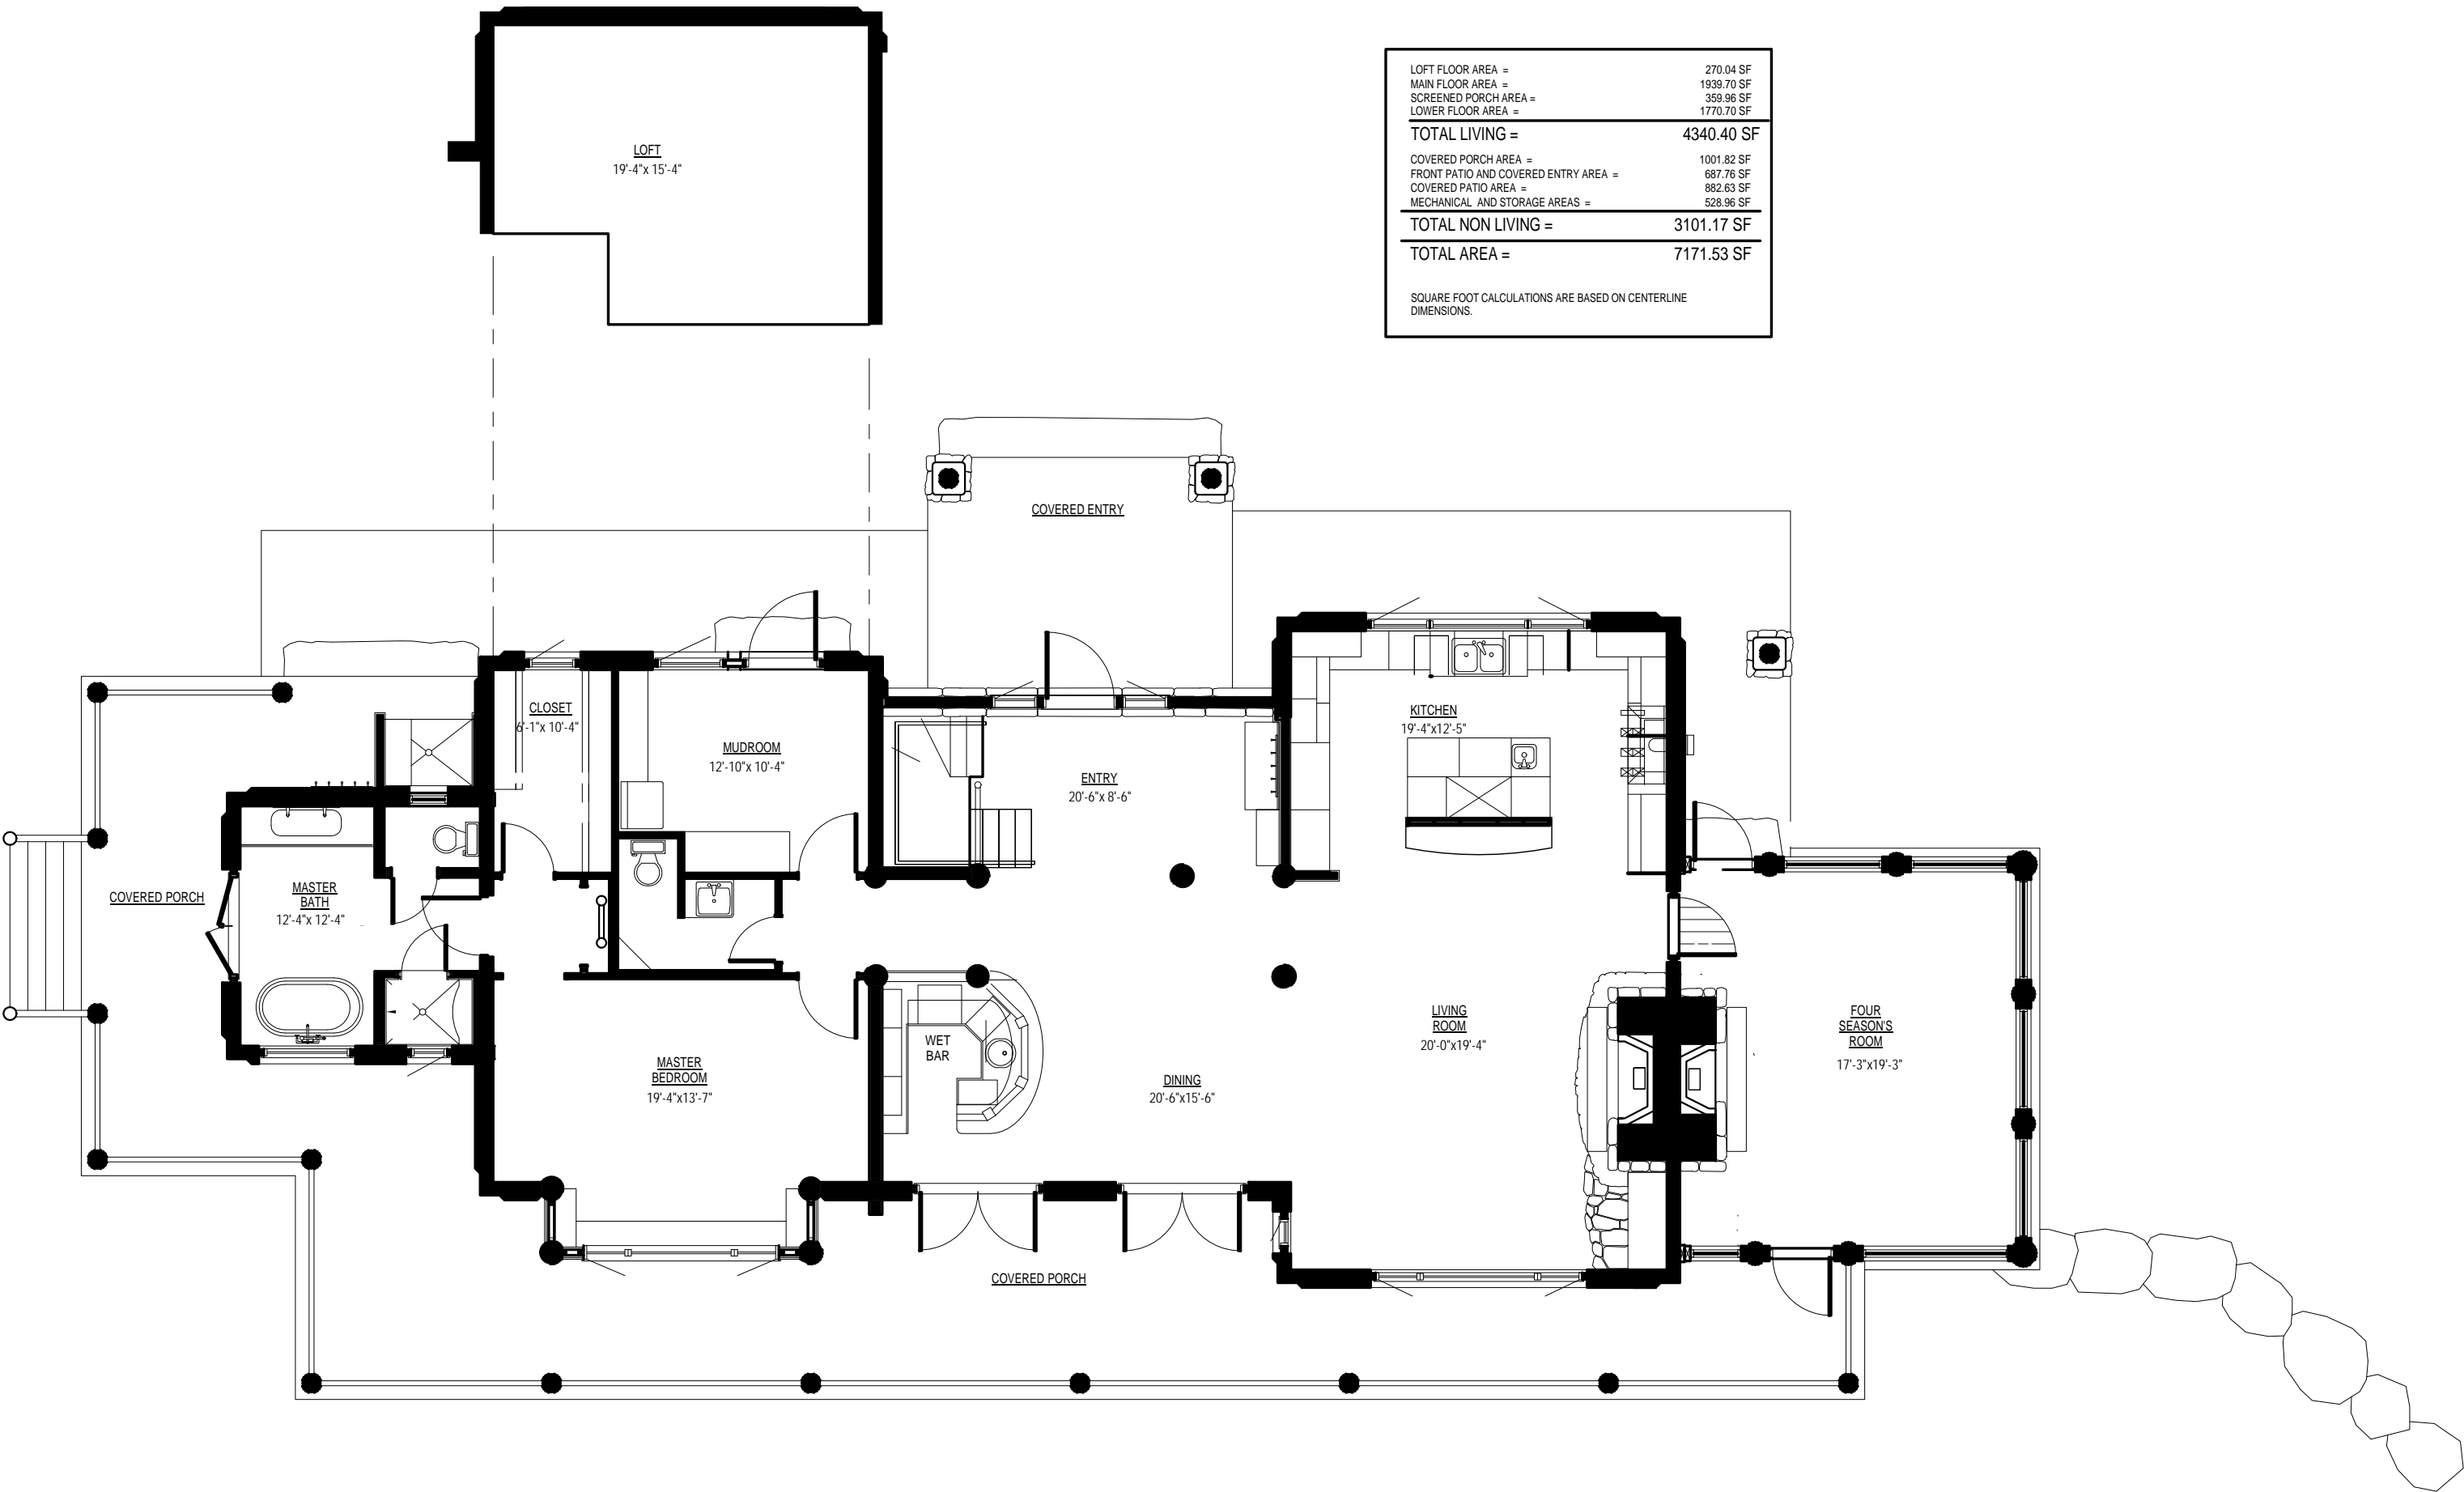 LOFT
19'-4"x 15'-4"
LOFT FLOOR AREA = 270.04 SF
MAIN FLOOR AREA = 1939.70 SF
SCREENED PORCH AREA = 359.96 SF
LOWER FLOOR AREA = 1770.70 SF
TOTAL LIVING = 4340.40 SF
COVERED PORCH AREA = 1001.82 SF
FRONT PATIO AND COVERED ENTRY AREA = 687.76 SF
COVERED PATIO AREA = 882.63 SF
MECHANICAL AND STORAGE AREAS = 528.96 SF
TOTAL NON LIVING = 3101.17 SF
TOTAL AREA = 7171.53 SF
SQUARE FOOT CALCULATIONS ARE BASED ON CENTERLINE
DIMENSIONS.
COVERED ENTRY
CLOSET
6'-1"x 10'-4"
MUDROOM
12'-10"x 10'-4"
ENTRY
20'-6"x 8'-6"
KITCHEN
19'-4"x12'-5"
COVERED PORCH
MASTER
BATH
12'-4"x 12'-4"
MASTER
BEDROOM
19'-4"x13'-7"
WET
BAR
DINING
20'-6"x15'-6"
LIVING
ROOM
20'-0"x19'-4"
FOUR
SEASON'S
ROOM
17'-3"x19'-3"
COVERED PORCH